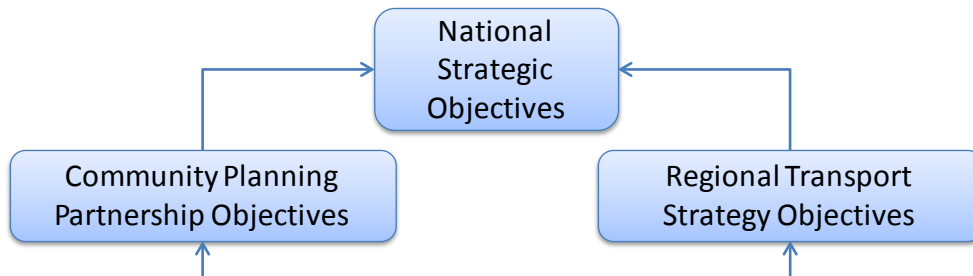 National
Strategic
Objectives
Community Planning
Partnership Objectives
Regional Transport
Strategy Objectives